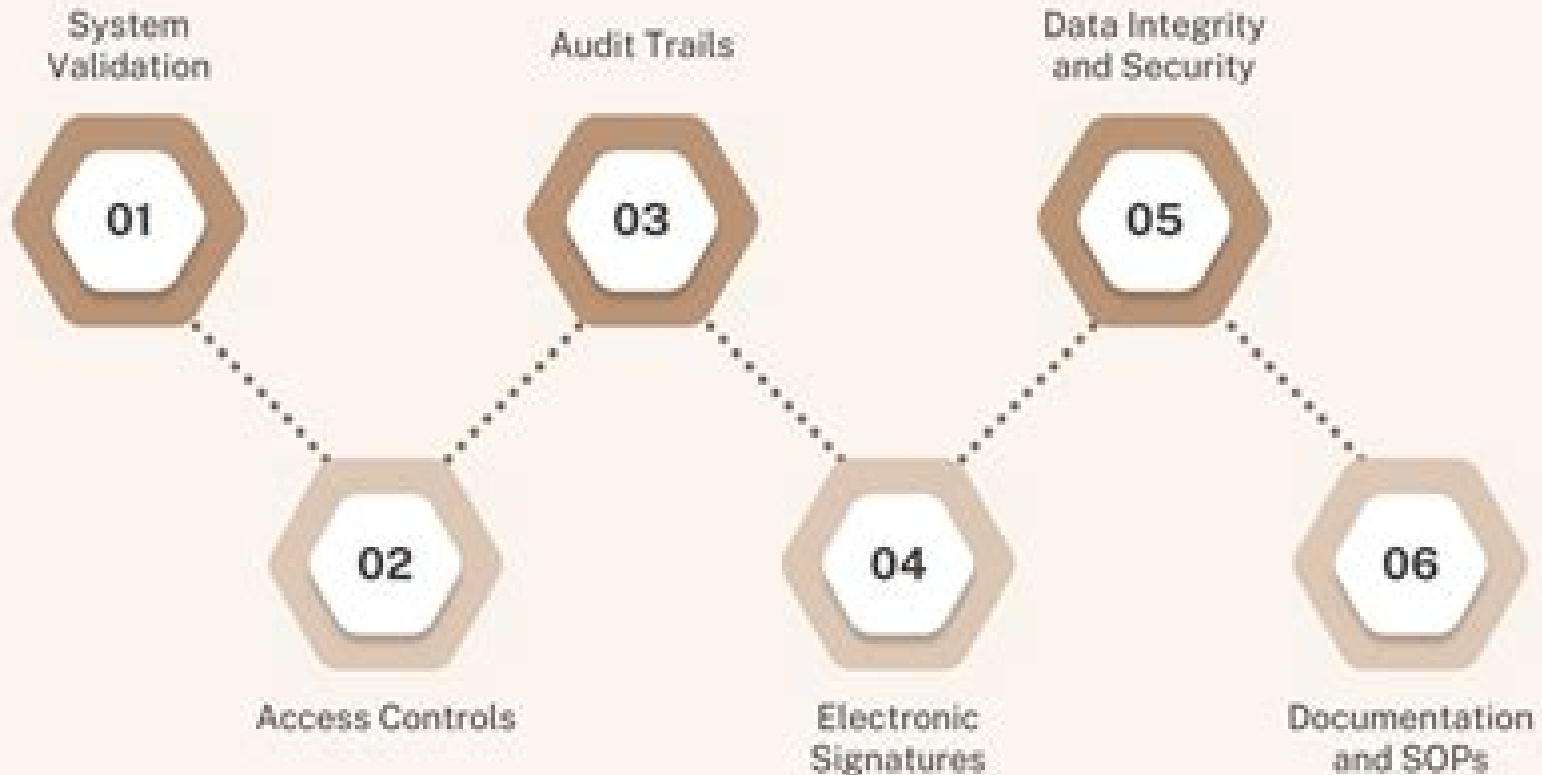 System
Validation
01
02
Access Controls
Audit Trails
03
04
Electronic
Signatures
Data Integrity
and Security
05
06
Documentation
and SOPs